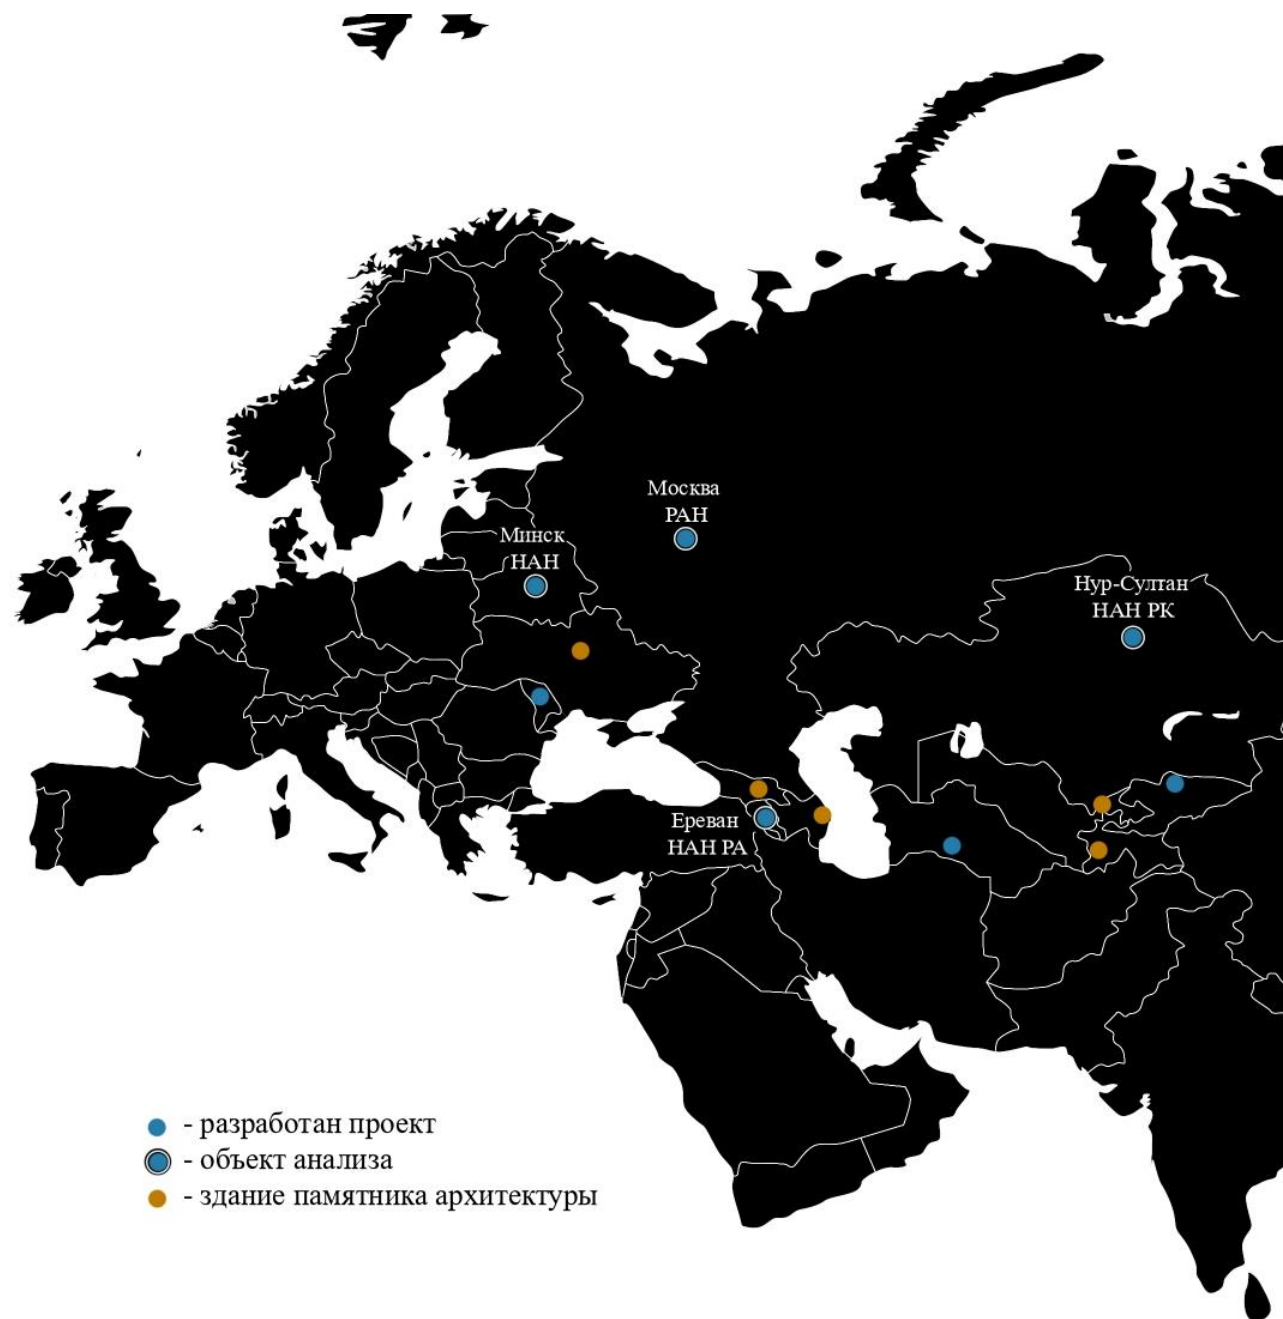 Москва
РАН
Минск
НАН
Нур-Султан
НАН РК
Ереван
НАН РА
- разработан проект
- объект анализа
- здание памятника архитектуры